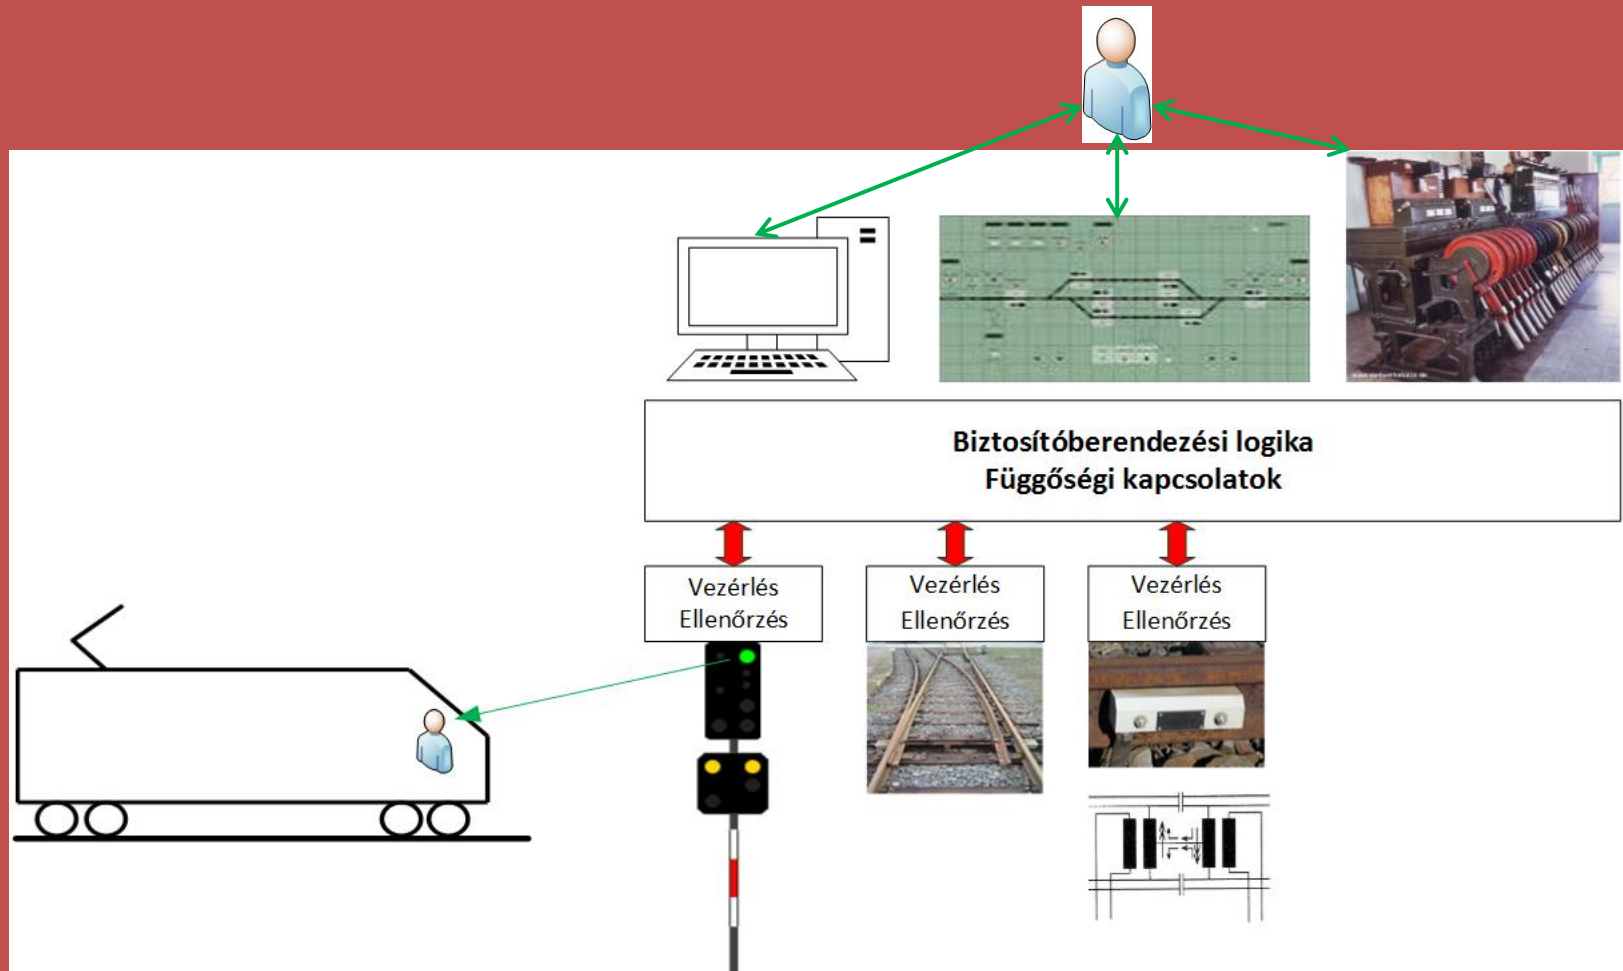 Biztosítóberendezési logika
Függőségi kapcsolatok
Vezérlés
Ellenőrzés
Vezérlés
Ellenőrzés
Vezérlés
Ellenőrzés